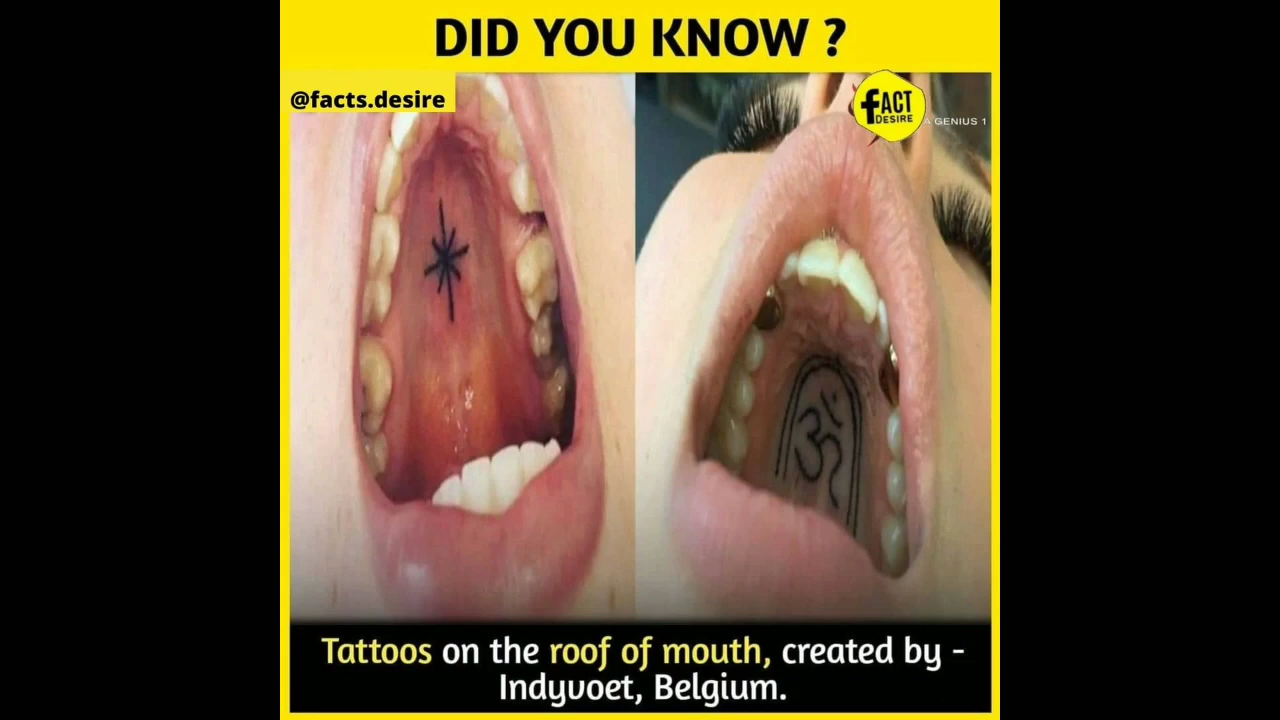 DID YOU KNOW ?
@facts.desire
fACT
DESIRE
A GENIUS 1
ॐ
Tattoos on the roof of mouth, created by -
Indyvoet, Belgium.